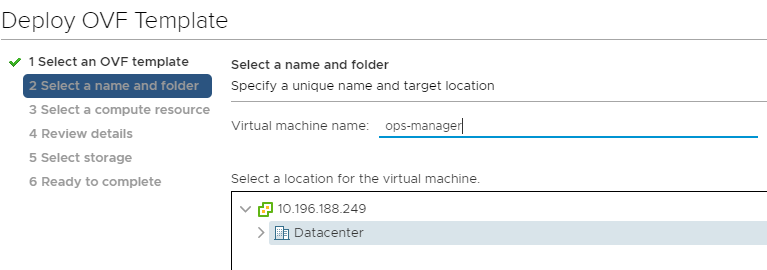 Deploy OVF Template
1 Select an OVF template
2 Select a name and folder
3 Select a compute resource
4 Review details
5 Select storage
6 Ready to complete
Select a name and folder
Specify a unique name and target location
Virtual machine name: ops-manager
Select a location for the virtual machine.
10.196.188.249
Datacenter